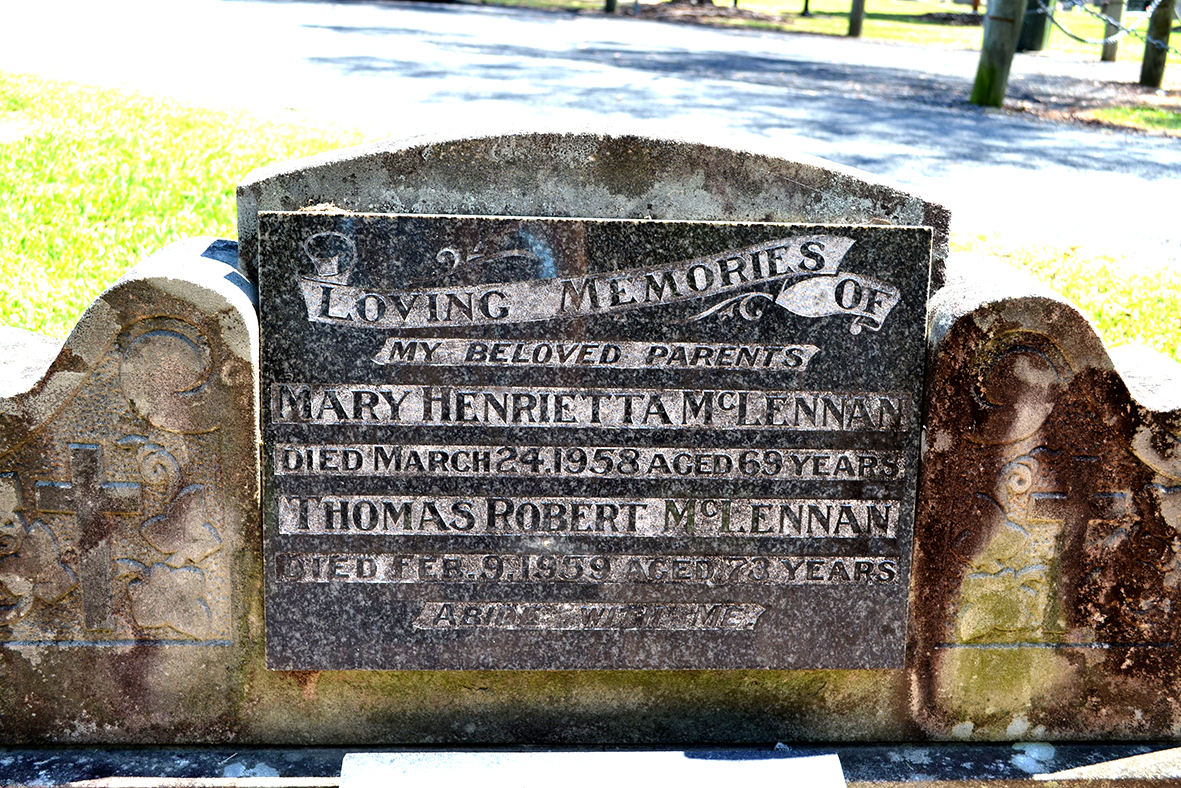 LOVING MEMORIES OF
MY BELOVED PARENTS
MARY HENRIETTA MCLENNAN
DIED MARCH 24.1958 AGED 69 YEARS
THOMAS ROBERT MCLENNAN
DIED FEB.9.1959 AGED 73 YEARS
ABIDE WITH ME.